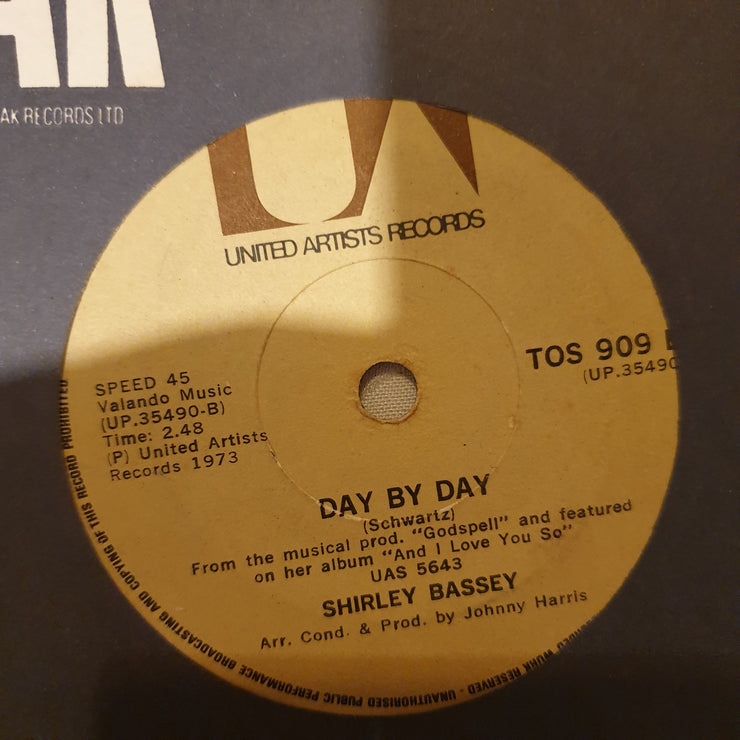 AK RECORDS LTD
UNITED ARTISTS RECORDS
TOS 909
(UP.35490
SPEED 45
Valando Music
(UP.35490-B)
Time: 2.48
(P) United Artists
Records 1973
DAY BY DAY
(Schwartz)
From the musical prod. "Godspell" and featured
on her album "And I Love You So"
UAS 5643
SHIRLEY BASSEY
Arr. Cond. & Prod. by Johnny Harris
WORK RESERVED - UNAUTHORISED PUBLIC PERFORMANCE BROADCASTING AND COPYING OF THIS RECORD PROHIBITED